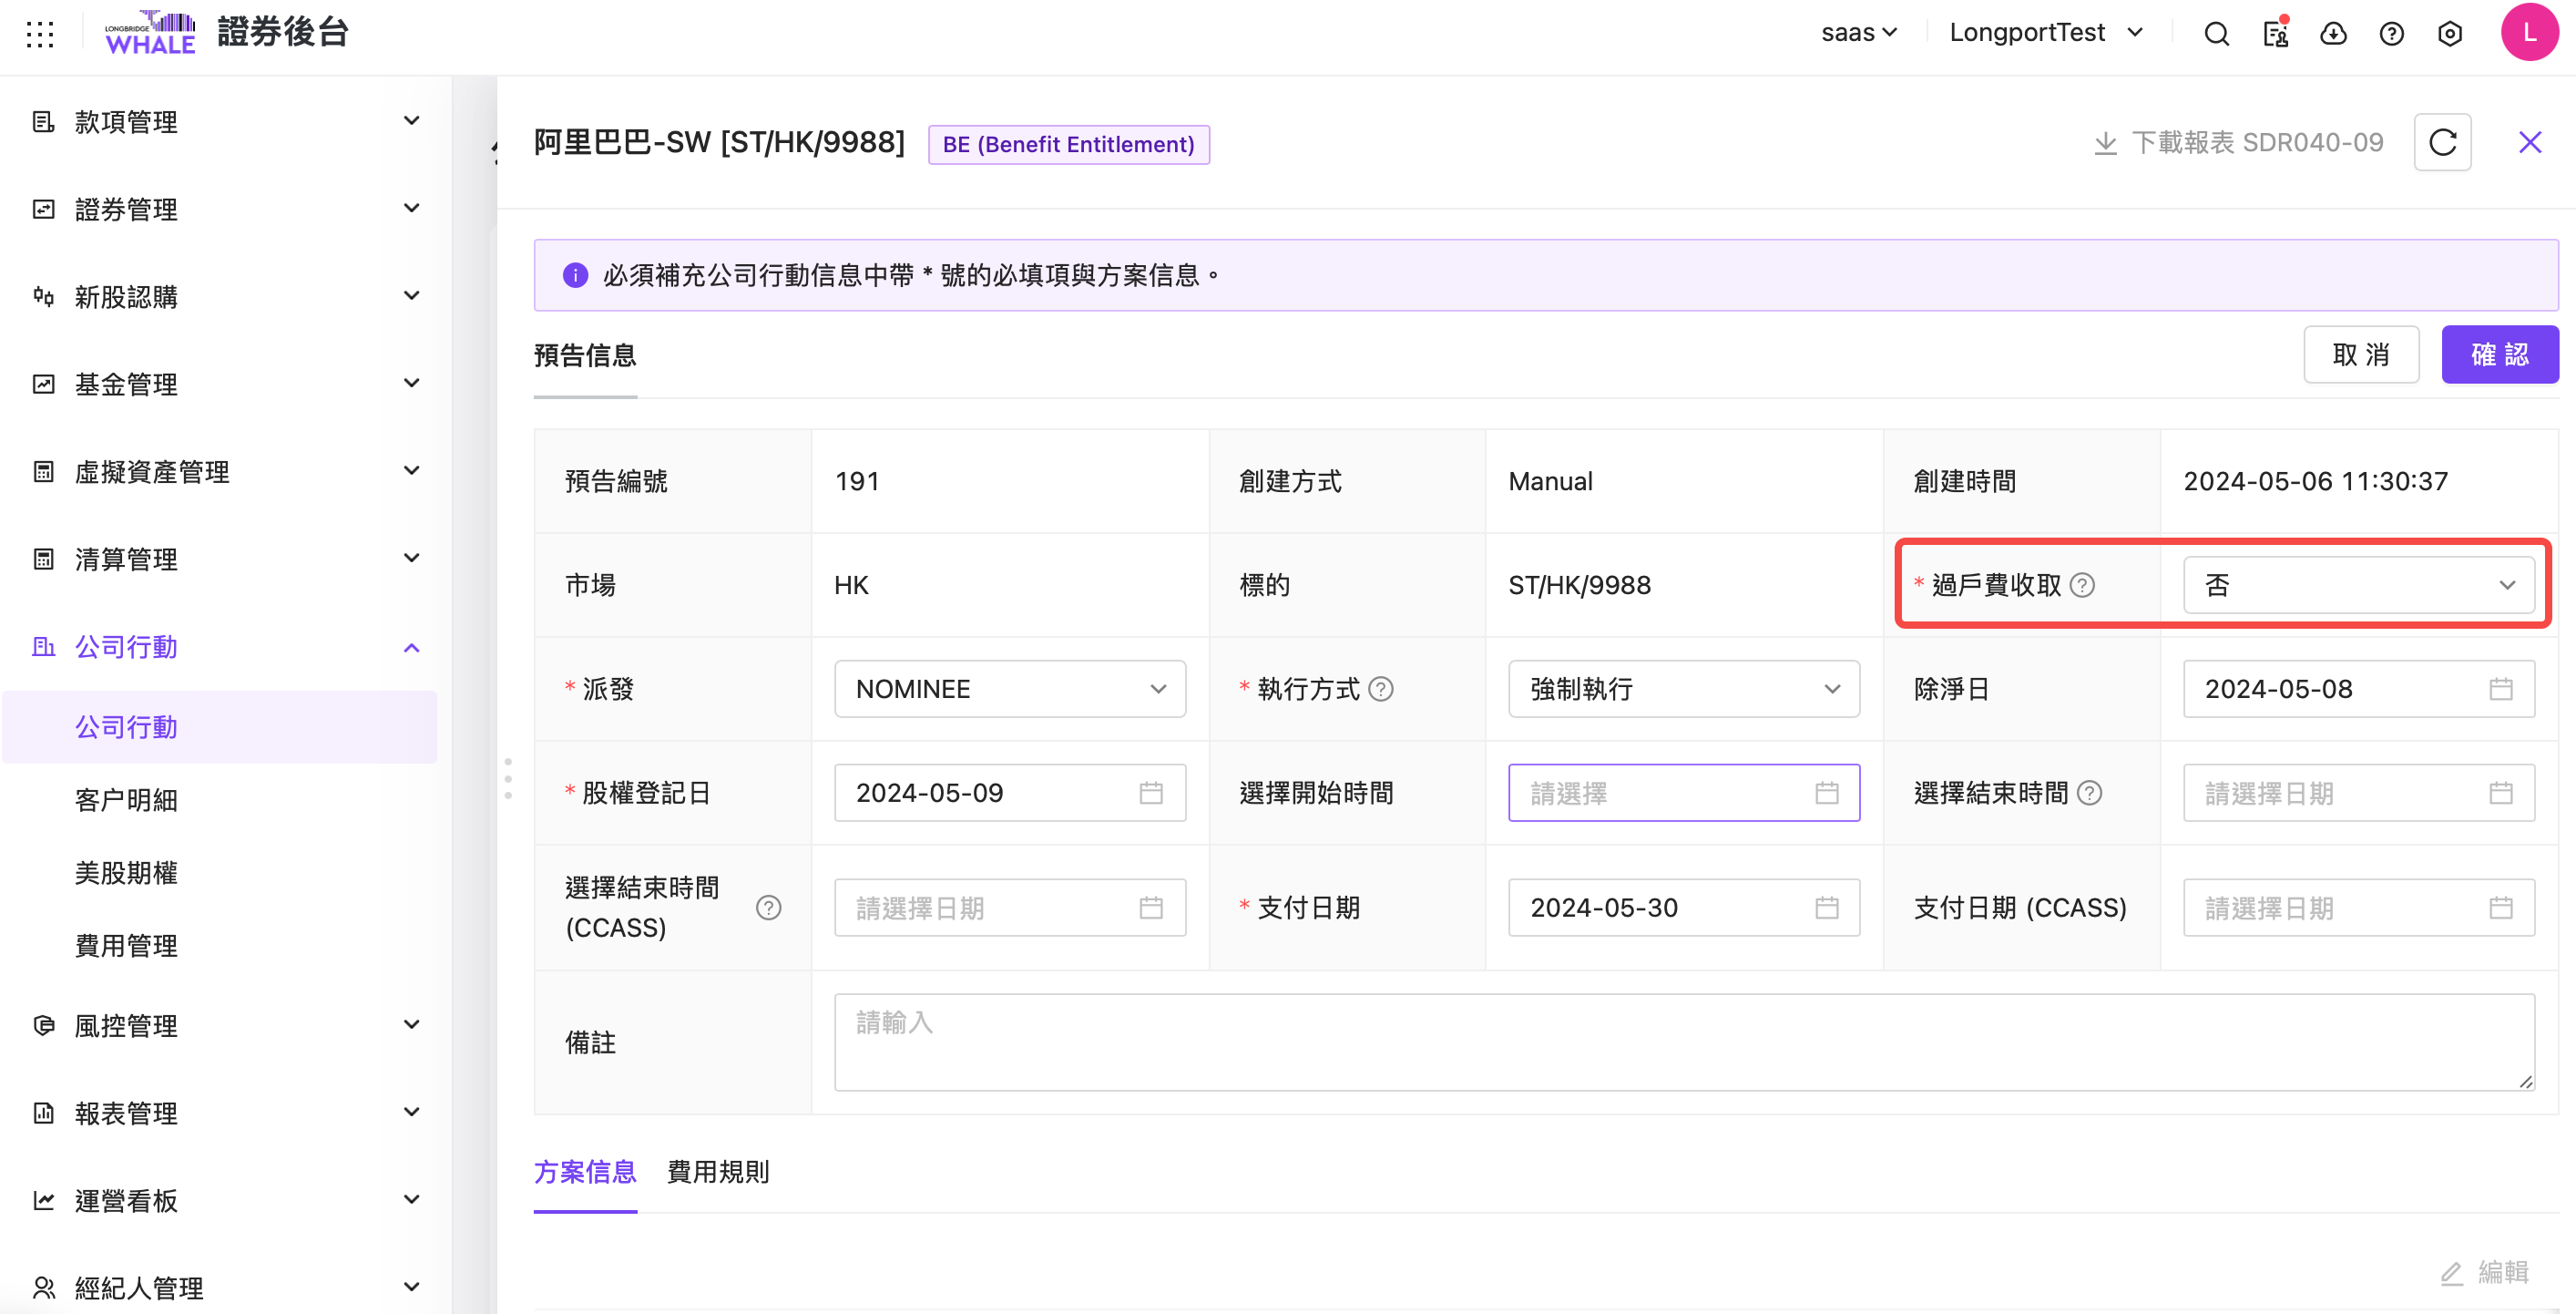 LONGBRIDGE
WHALE
證券後台
saas
LongportTest
L
款項管理
證券管理
新股認購
基金管理
虛擬資產管理
清算管理
公司行動
公司行動
客户明細
美股期權
費用管理
風控管理
報表管理
運營看板
經紀人管理
阿里巴巴-SW [ST/HK/9988]
BE (Benefit Entitlement)
下載報表 SDR040-09
必須補充公司行動信息中帶 * 號的必填項與方案信息。
預告信息
取 消
確 認
預告編號 191 創建方式 Manual 創建時間 2024-05-06 11:30:37
市場 HK 標的 ST/HK/9988 * 過戶費收取 否
* 派發 NOMINEE * 執行方式 強制執行 除淨日 2024-05-08
* 股權登記日 2024-05-09 選擇開始時間 請選擇 選擇結束時間 請選擇日期
選擇結束時間
(CCASS) 請選擇日期 * 支付日期 2024-05-30 支付日期 (CCASS) 請選擇日期
備註 請輸入
方案信息 費用規則
編輯